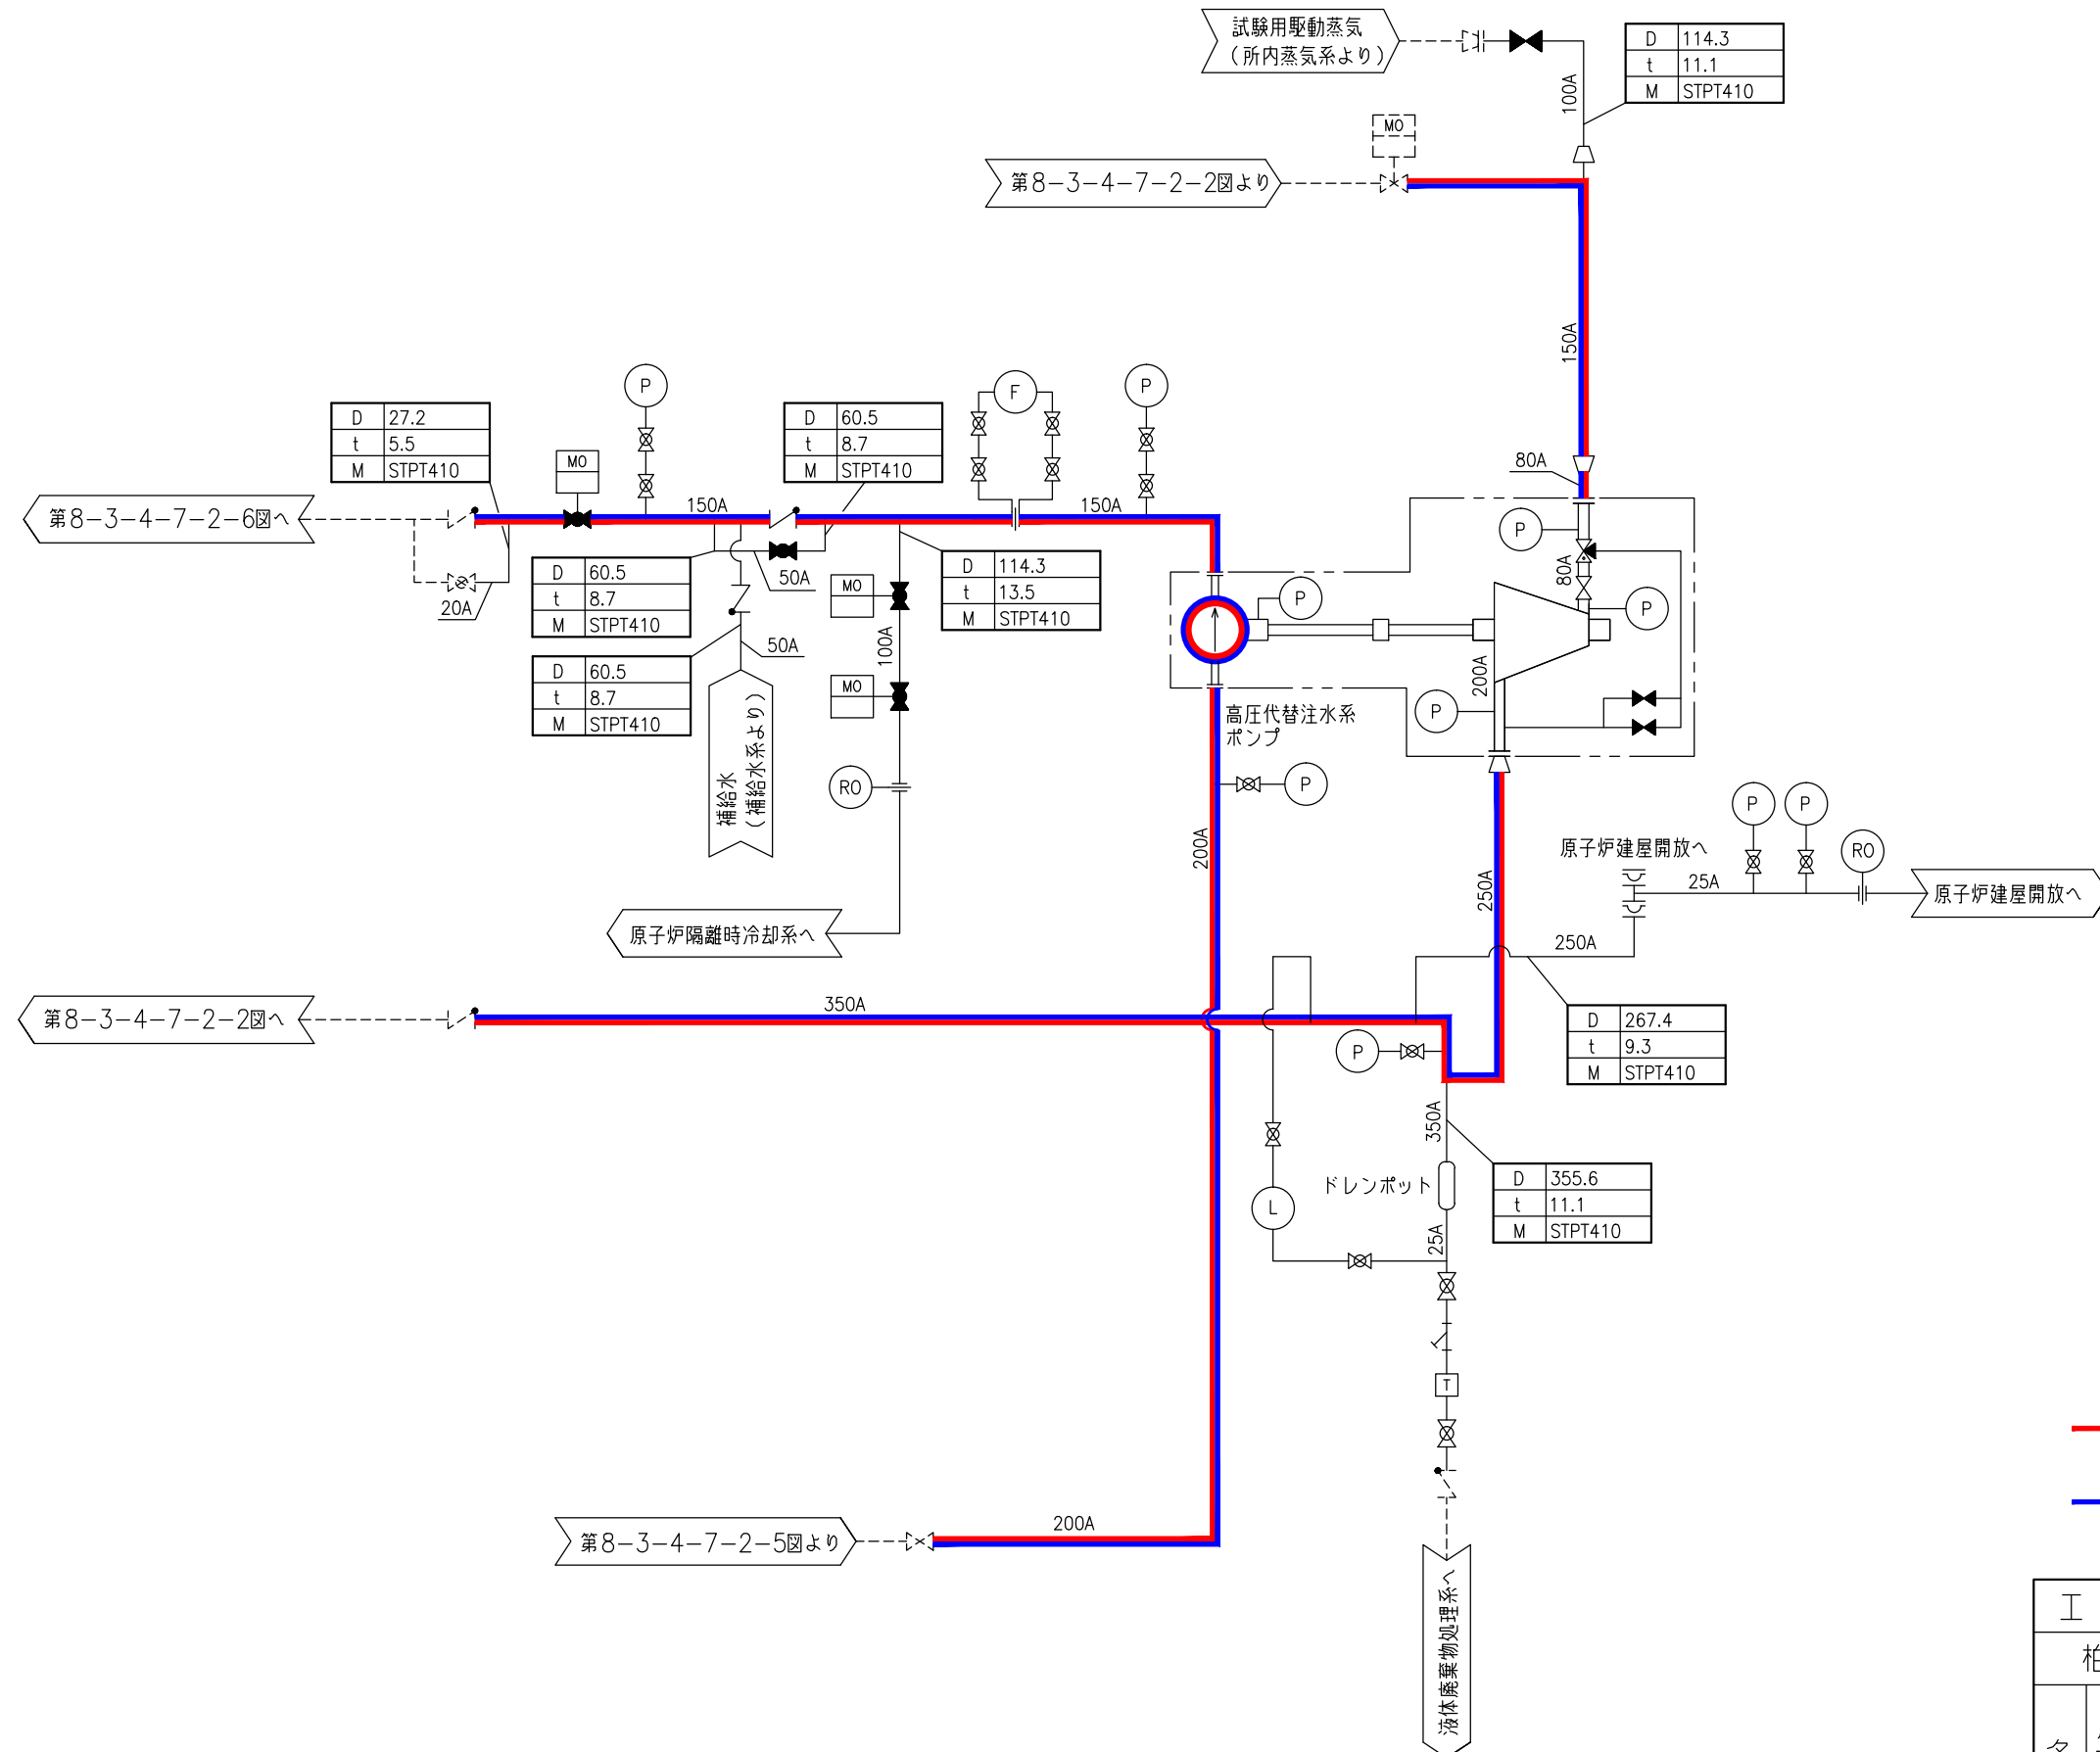 試験用駆動蒸気
(所内蒸気系より)
D 114.3
t 11.1
M STPT410
100A
MO
第8-3-4-7-2-2図より
150A
P
F
P
D 27.2
t 5.5
M STPT410
MO
D 60.5
t 8.7
M STPT410
80A
第8-3-4-7-2-6図へ
150A
150A
P
80A
20A
D 60.5
t 8.7
M STPT410
50A
MO
D 114.3
t 13.5
M STPT410
P
P
100A
50A
D 60.5
t 8.7
M STPT410
MO
200A
P
高圧代替注水系
ポンプ
補給水
(補給水系より)
RO
P
P
P
200A
原子炉建屋開放へ
RO
250A
25A
原子炉建屋開放へ
原子炉隔離時冷却系へ
250A
350A
第8-3-4-7-2-2図へ
D 267.4
t 9.3
M STPT410
P
350A
ドレンポット
D 355.6
t 11.1
M STPT410
L
25A
T
200A
第8-3-4-7-2-5図より
液体廃棄物処理系へ
工
柏